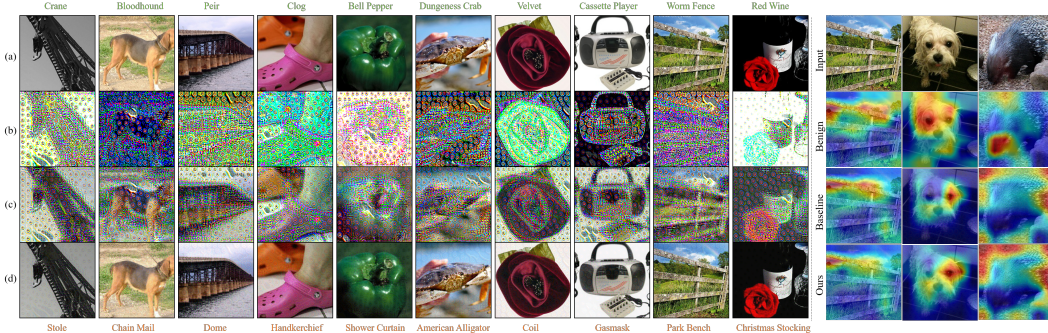 Crane Bloodhound Peir Clog Bell Pepper Dungeness Crab Velvet Cassette Player Worm Fence Red Wine
(a)
(b)
(c)
(d)
Stole Chain Mail Dome Handkerchief Shower Curtain American Alligator Coil Gasmask Park Bench Christmas Stocking
Input
Benign
Baseline
Ours